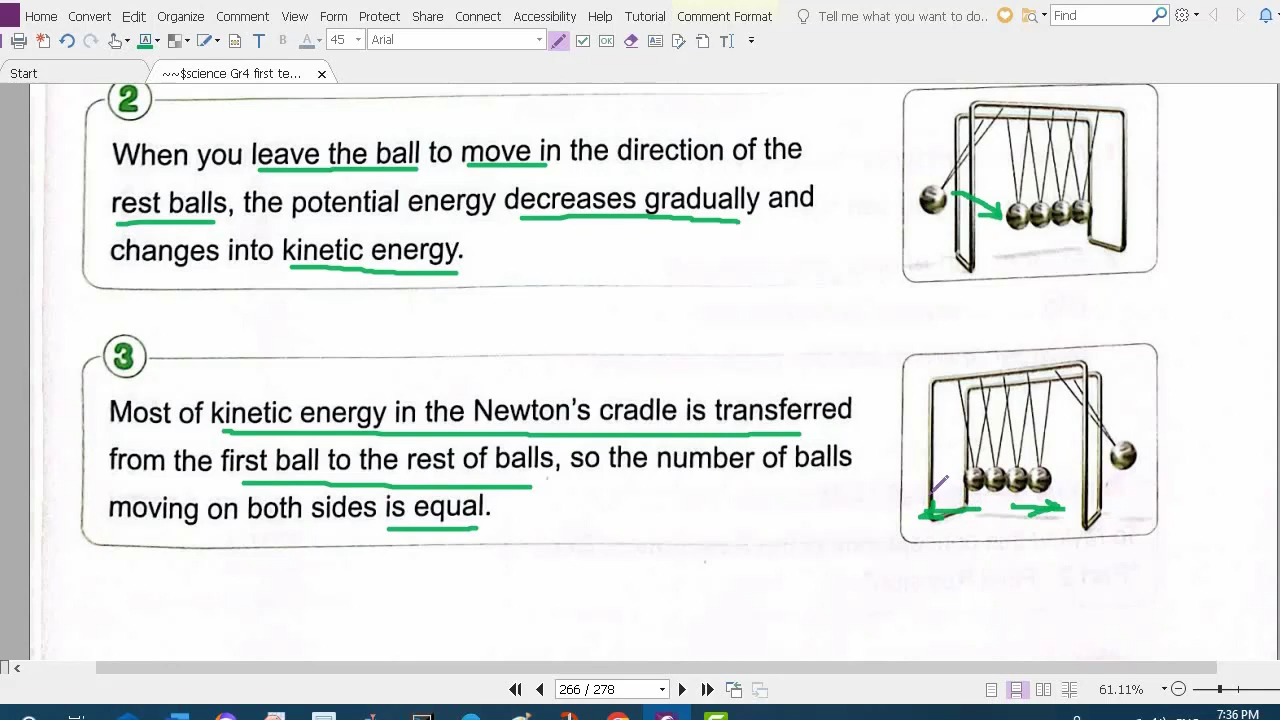 Home Convert Edit Organize Comment View Form Protect Share Connect Accessibility Help Tutorial Comment Format Tell me what you want to do.. Find
45 Arial
Start ~~$science Gr4 first te...
2
When you leave the ball to move in the direction of the
rest balls, the potential energy decreases gradually and
changes into kinetic energy.
3
Most of kinetic energy in the Newton's cradle is transferred
from the first ball to the rest of balls, so the number of balls
moving on both sides is equal.
266 / 278 61.11%
7:36 PM